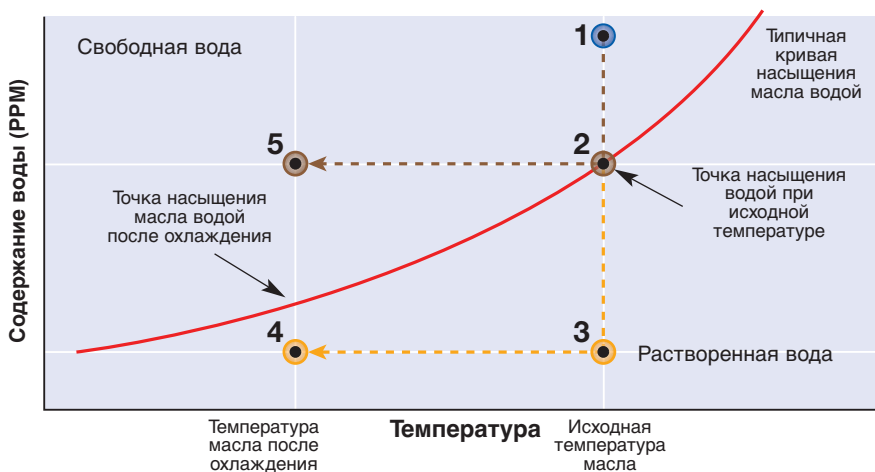 Свободная вода
1
Типичная
кривая
насыщения
масла водой
5
2
Точка насыщения
масла водой
после охлаждения
Точка насыщения
водой при
исходной
температуре
4
3
Растворенная вода
Содержание воды (PPM)
Температура
масла после
охлаждения
Температура
Исходная
температура
масла